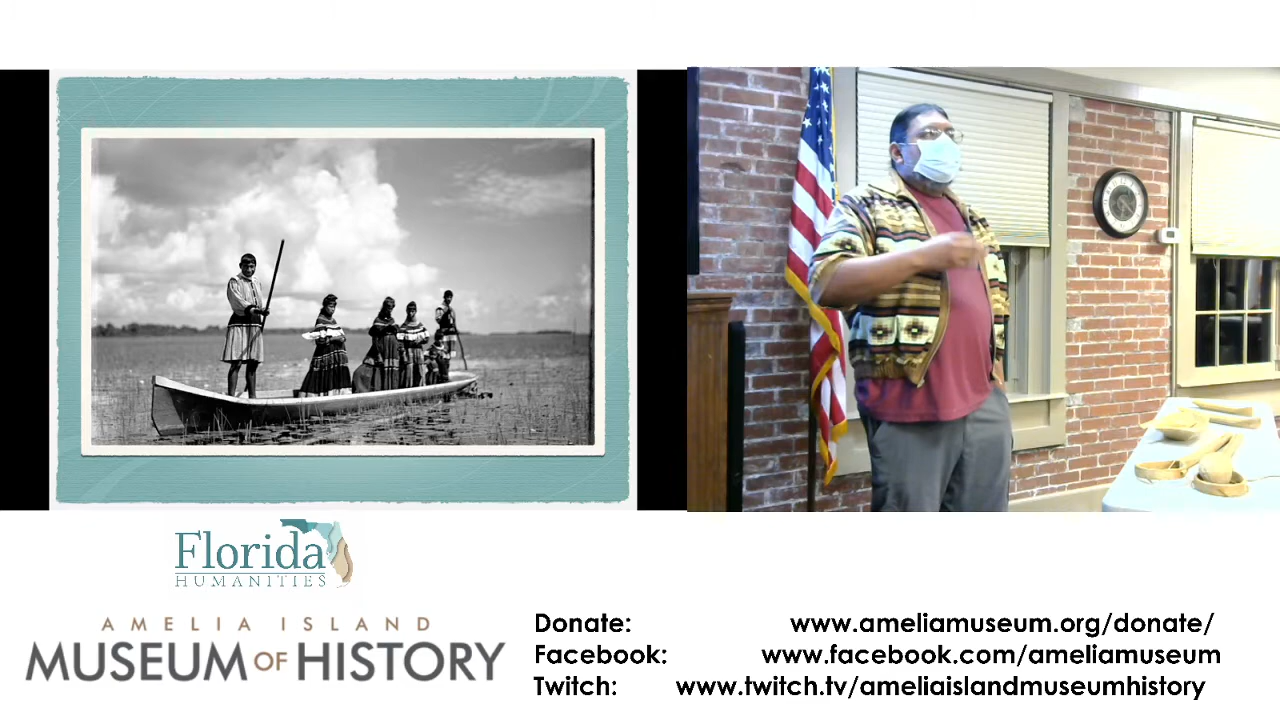 Florida
HUMANITIES
AMELIA ISLAND
MUSEUM OF HISTORY
Donate: www.ameliamuseum.org/donate/
Facebook: www.facebook.com/ameliamuseum
Twitch: www.twitch.tv/ameliaislandmuseumhistory